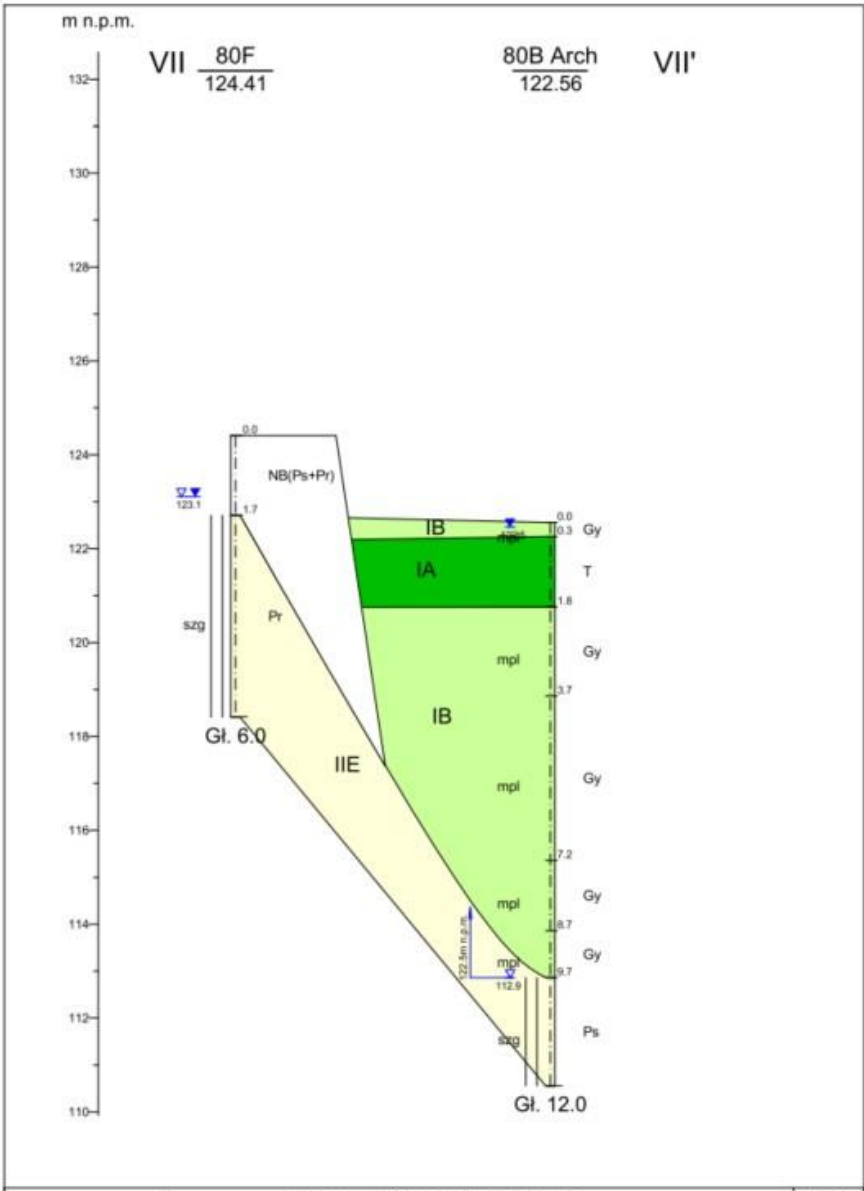 m n.p.m.
VII 80F 80B Arch VII'
124.41 122.56
132
130
128
126
124
122
120
118
116
114
112
110
0.0
NB(Ps+Pr)
123.1
1.7
szg
Pr
Gł. 6.0
IIE
IB
mpl
0.0
0.3
Gy
IA
T
1.8
mpl
Gy
3.7
IB
mpl
Gy
7.2
mpl
Gy
8.7
122.5m n.p.m.
mpl
Gy
9.7
112.9
szg
Ps
Gł. 12.0